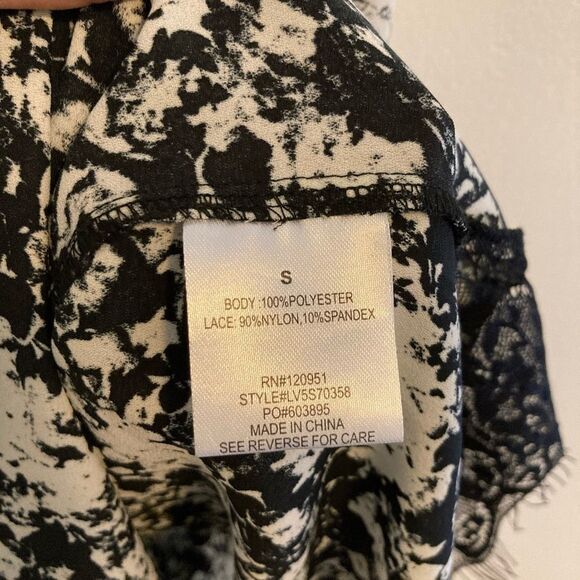 S
BODY :100%POLYESTER
LACE: 90%NYLON,10%SPANDEX
RN#120951
STYLE#LV5S70358
PO#603895
MADE IN CHINA
SEE REVERSE FOR CARE